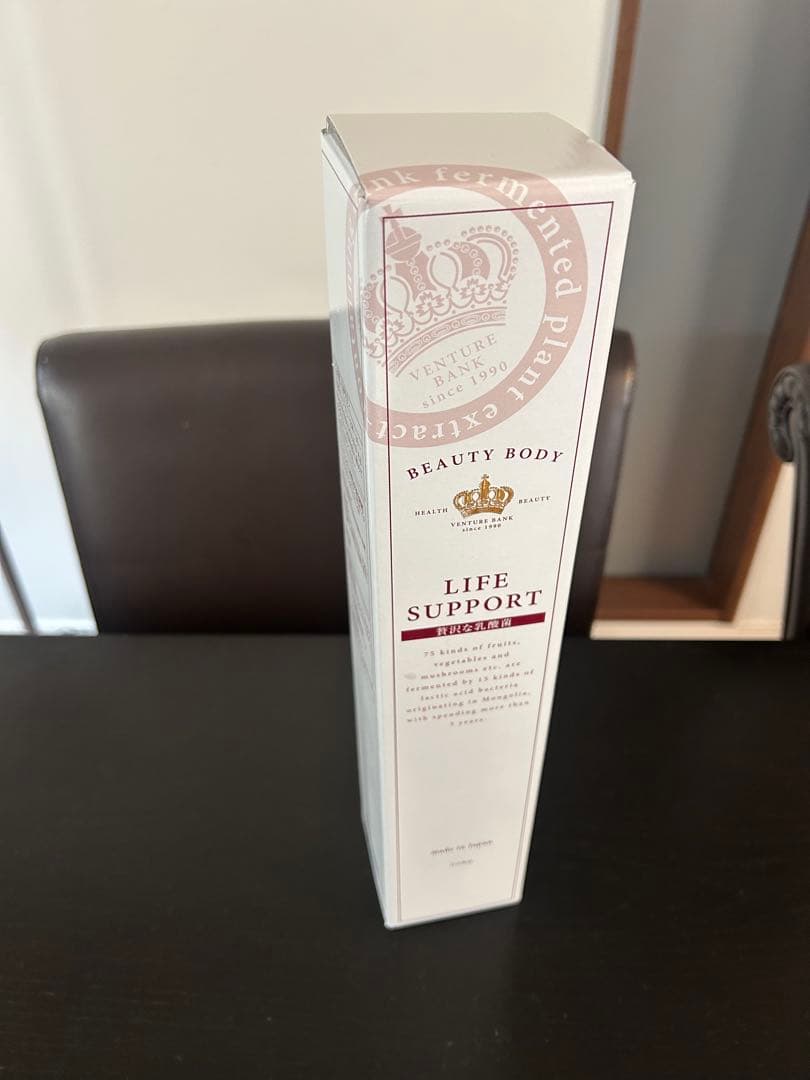 nk fermented plant extract
VENTURE
BANK
since 1990
BEAUTY BODY
HEALTH BEAUTY
VENTURE BANK
since 1990
LIFE
SUPPORT
贅沢な乳酸菌
75 kinds of fruits,
vegetables and
mushrooms etc. are
fermented by 15 kinds of
lactic acid bacteria
originating in Mongolia,
with spending more than
3 years.
made in Japan